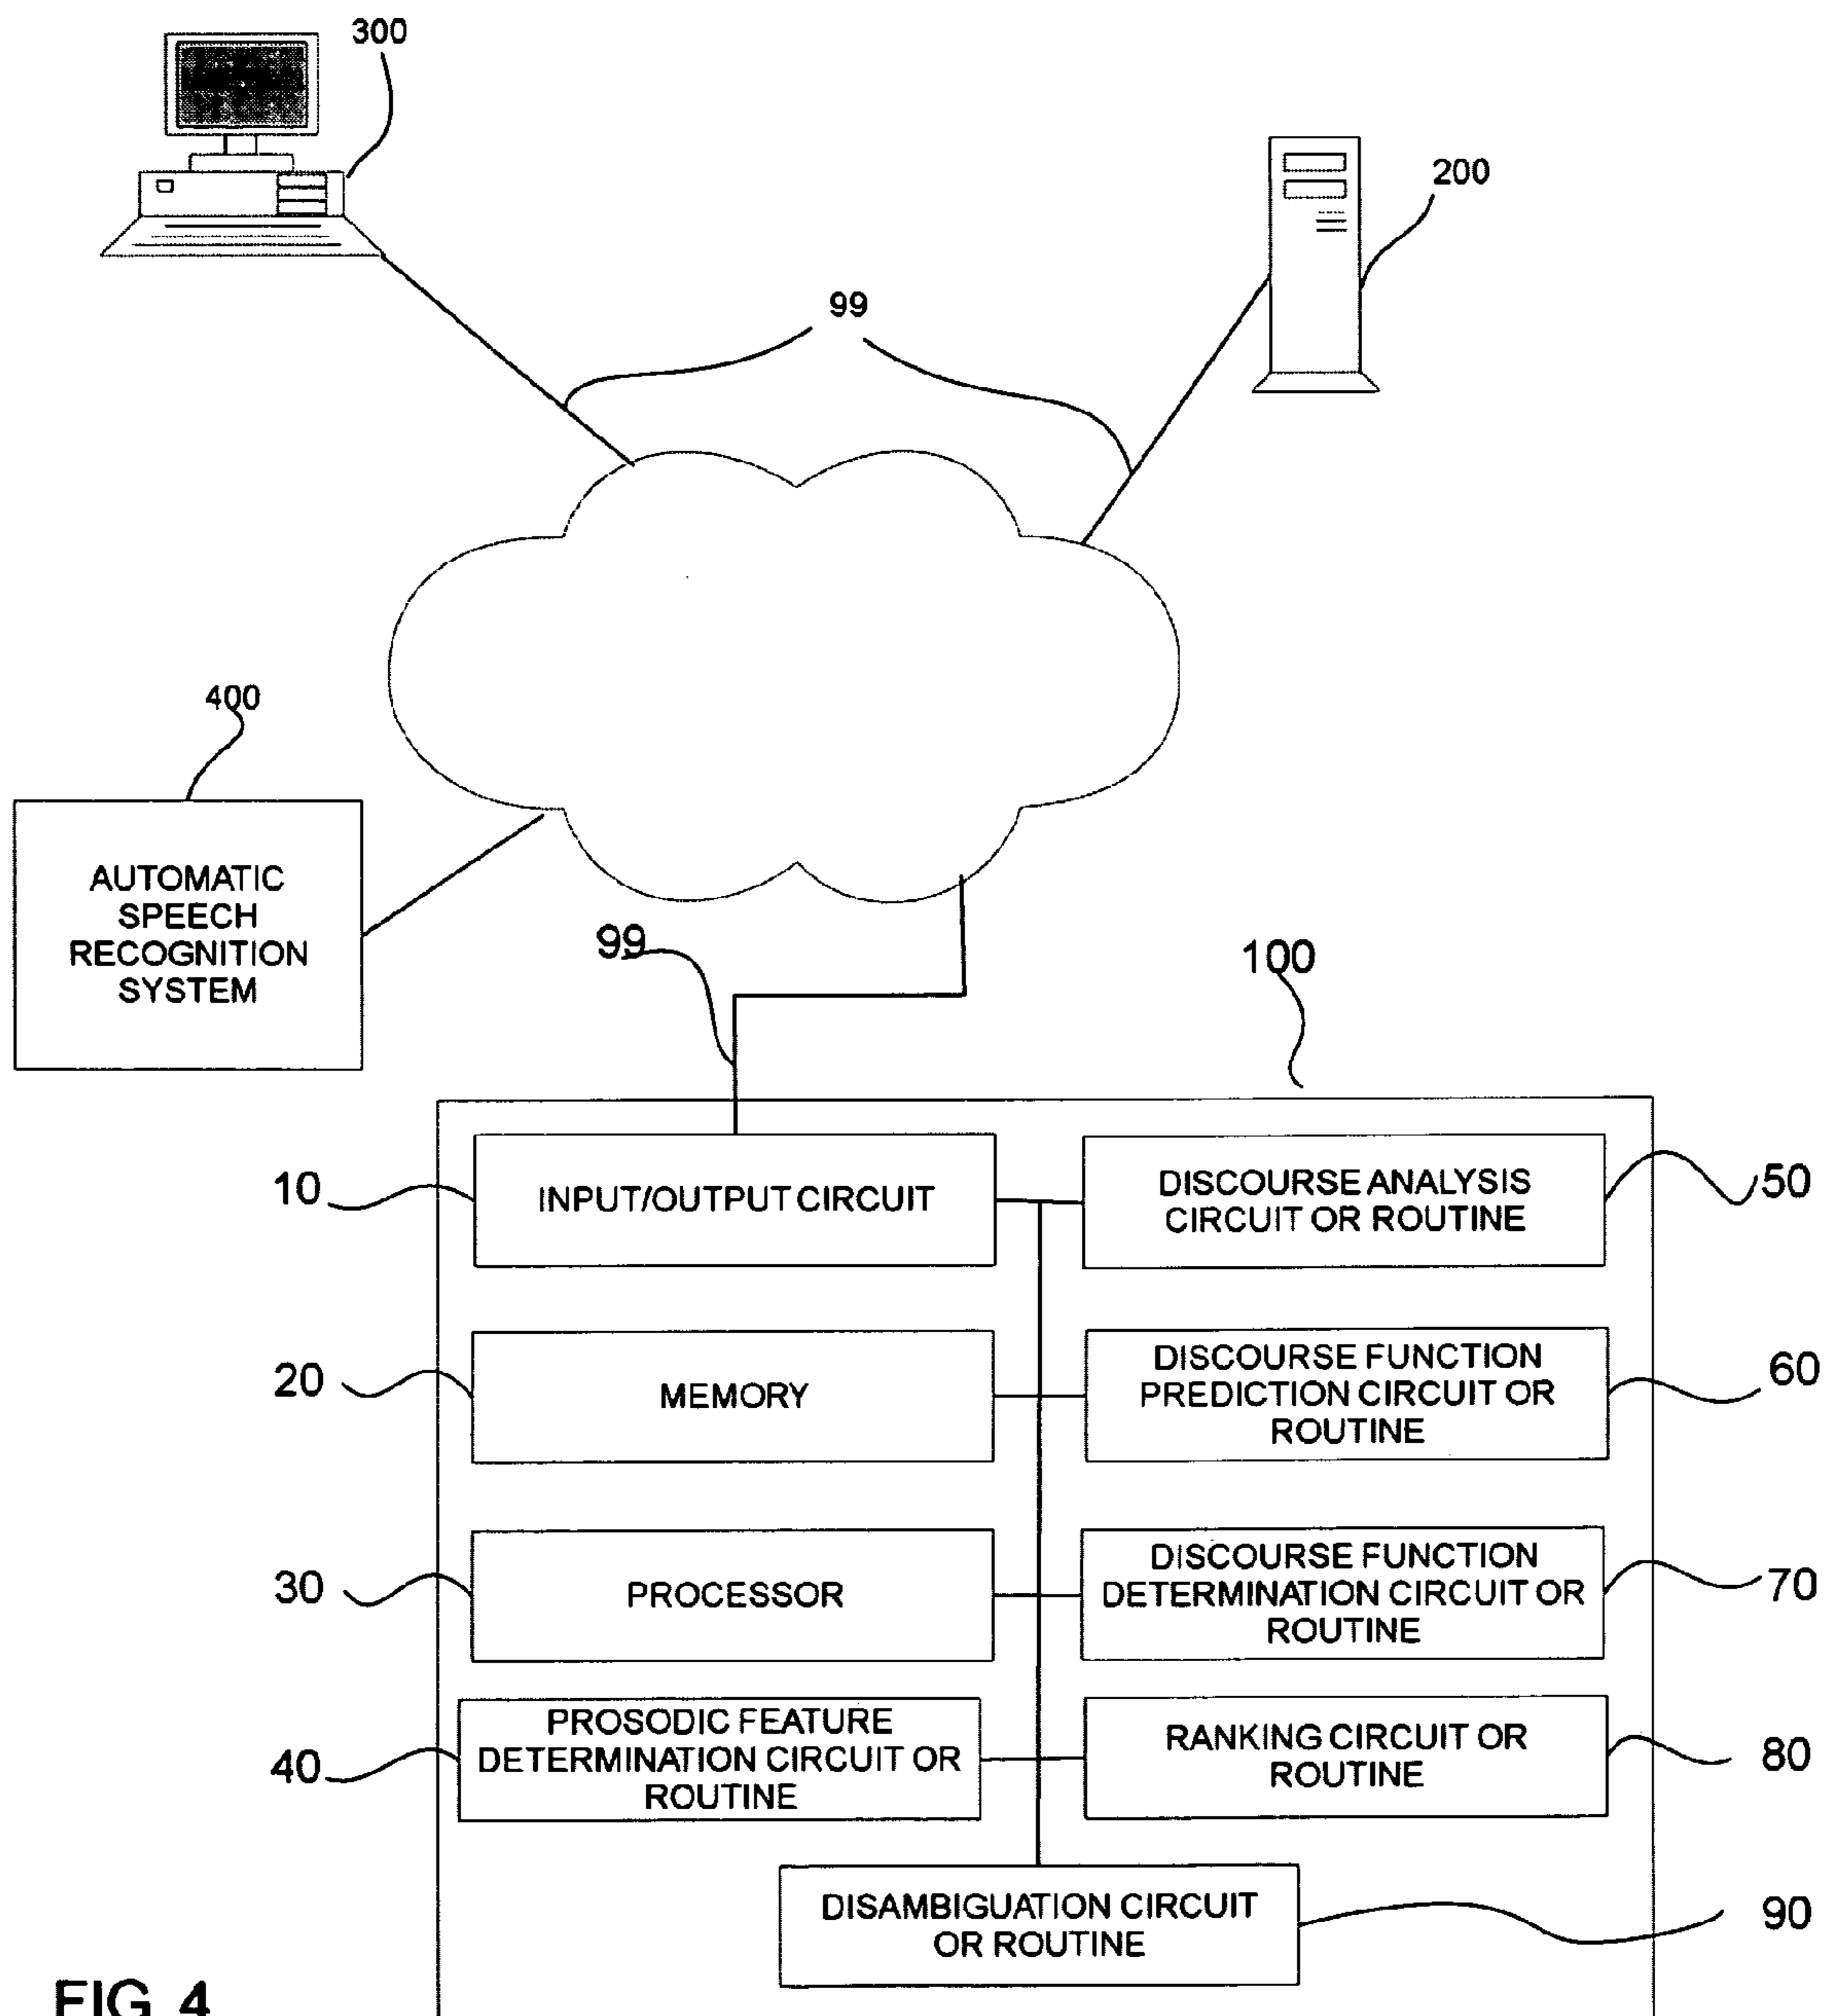 300
200
99
400
AUTOMATIC
SPEECH
RECOGNITION
SYSTEM
99
100
10
INPUT/OUTPUT CIRCUIT
DISCOURSE ANALYSIS
CIRCUIT OR ROUTINE
50
20
MEMORY
DISCOURSE FUNCTION
PREDICTION CIRCUIT OR
ROUTINE
60
30
PROCESSOR
DISCOURSE FUNCTION
DETERMINATION CIRCUIT OR
ROUTINE
70
40
PROSODIC FEATURE
DETERMINATION CIRCUIT OR
ROUTINE
RANKING CIRCUIT OR
ROUTINE
80
DISAMBIGUATION CIRCUIT
OR ROUTINE
90
FIG. 4